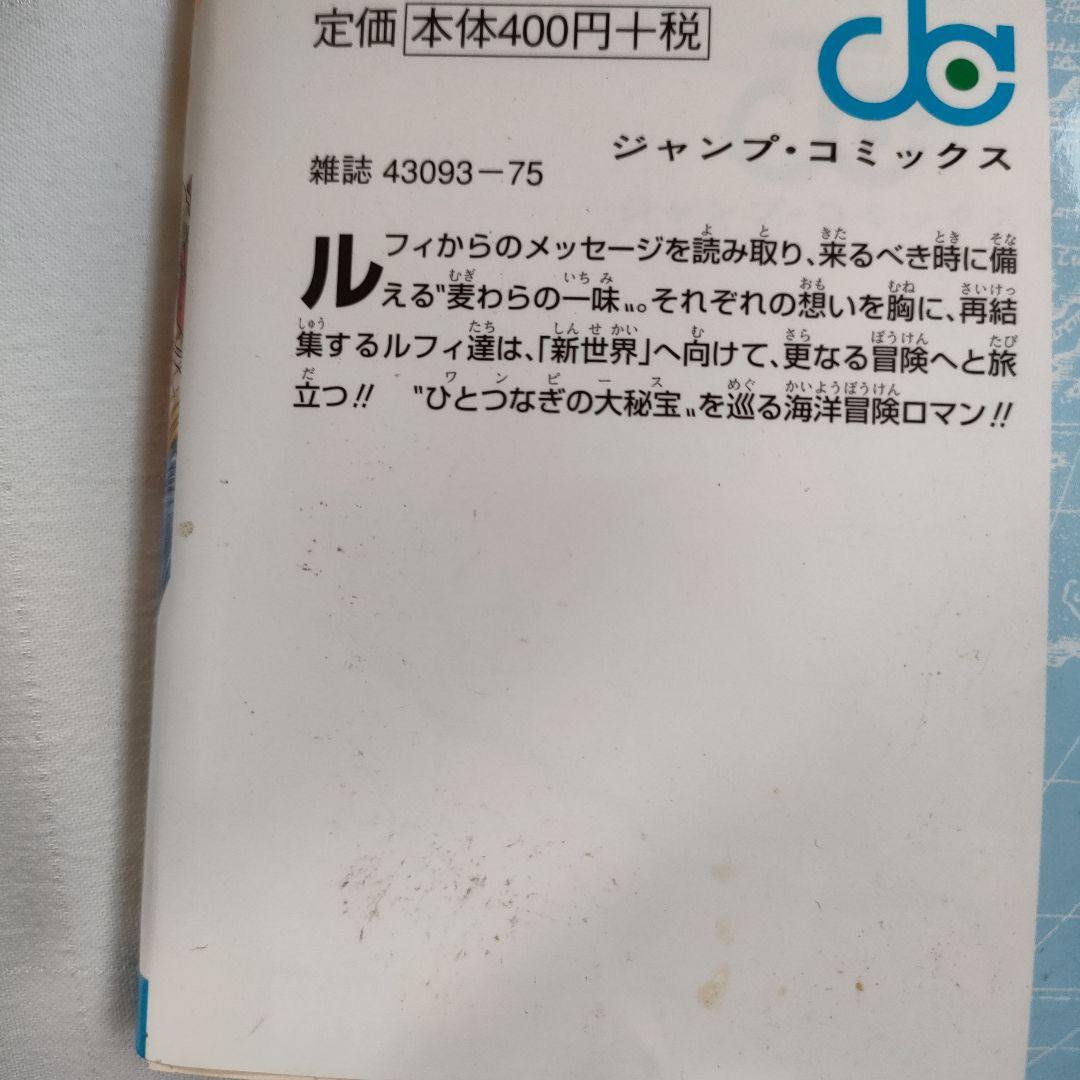 定価 本体400円+税
ジャンプ・コミックス
雑誌 43093-75
ルフィからのメッセージを読み取り、来るべき時に備
える〝麦わらの一味〟。それぞれの想いを胸に、再結
集するルフィ達は、「新世界」へ向けて、更なる冒険へと旅
立つ!! 〝ひとつなぎの大秘宝〟を巡る海洋冒険ロマン!!